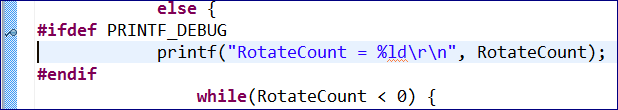 else {
#ifdef PRINTF_DEBUG
printf("RotateCount = %ld\r\n", RotateCount);
#endif
while(RotateCount < 0) {